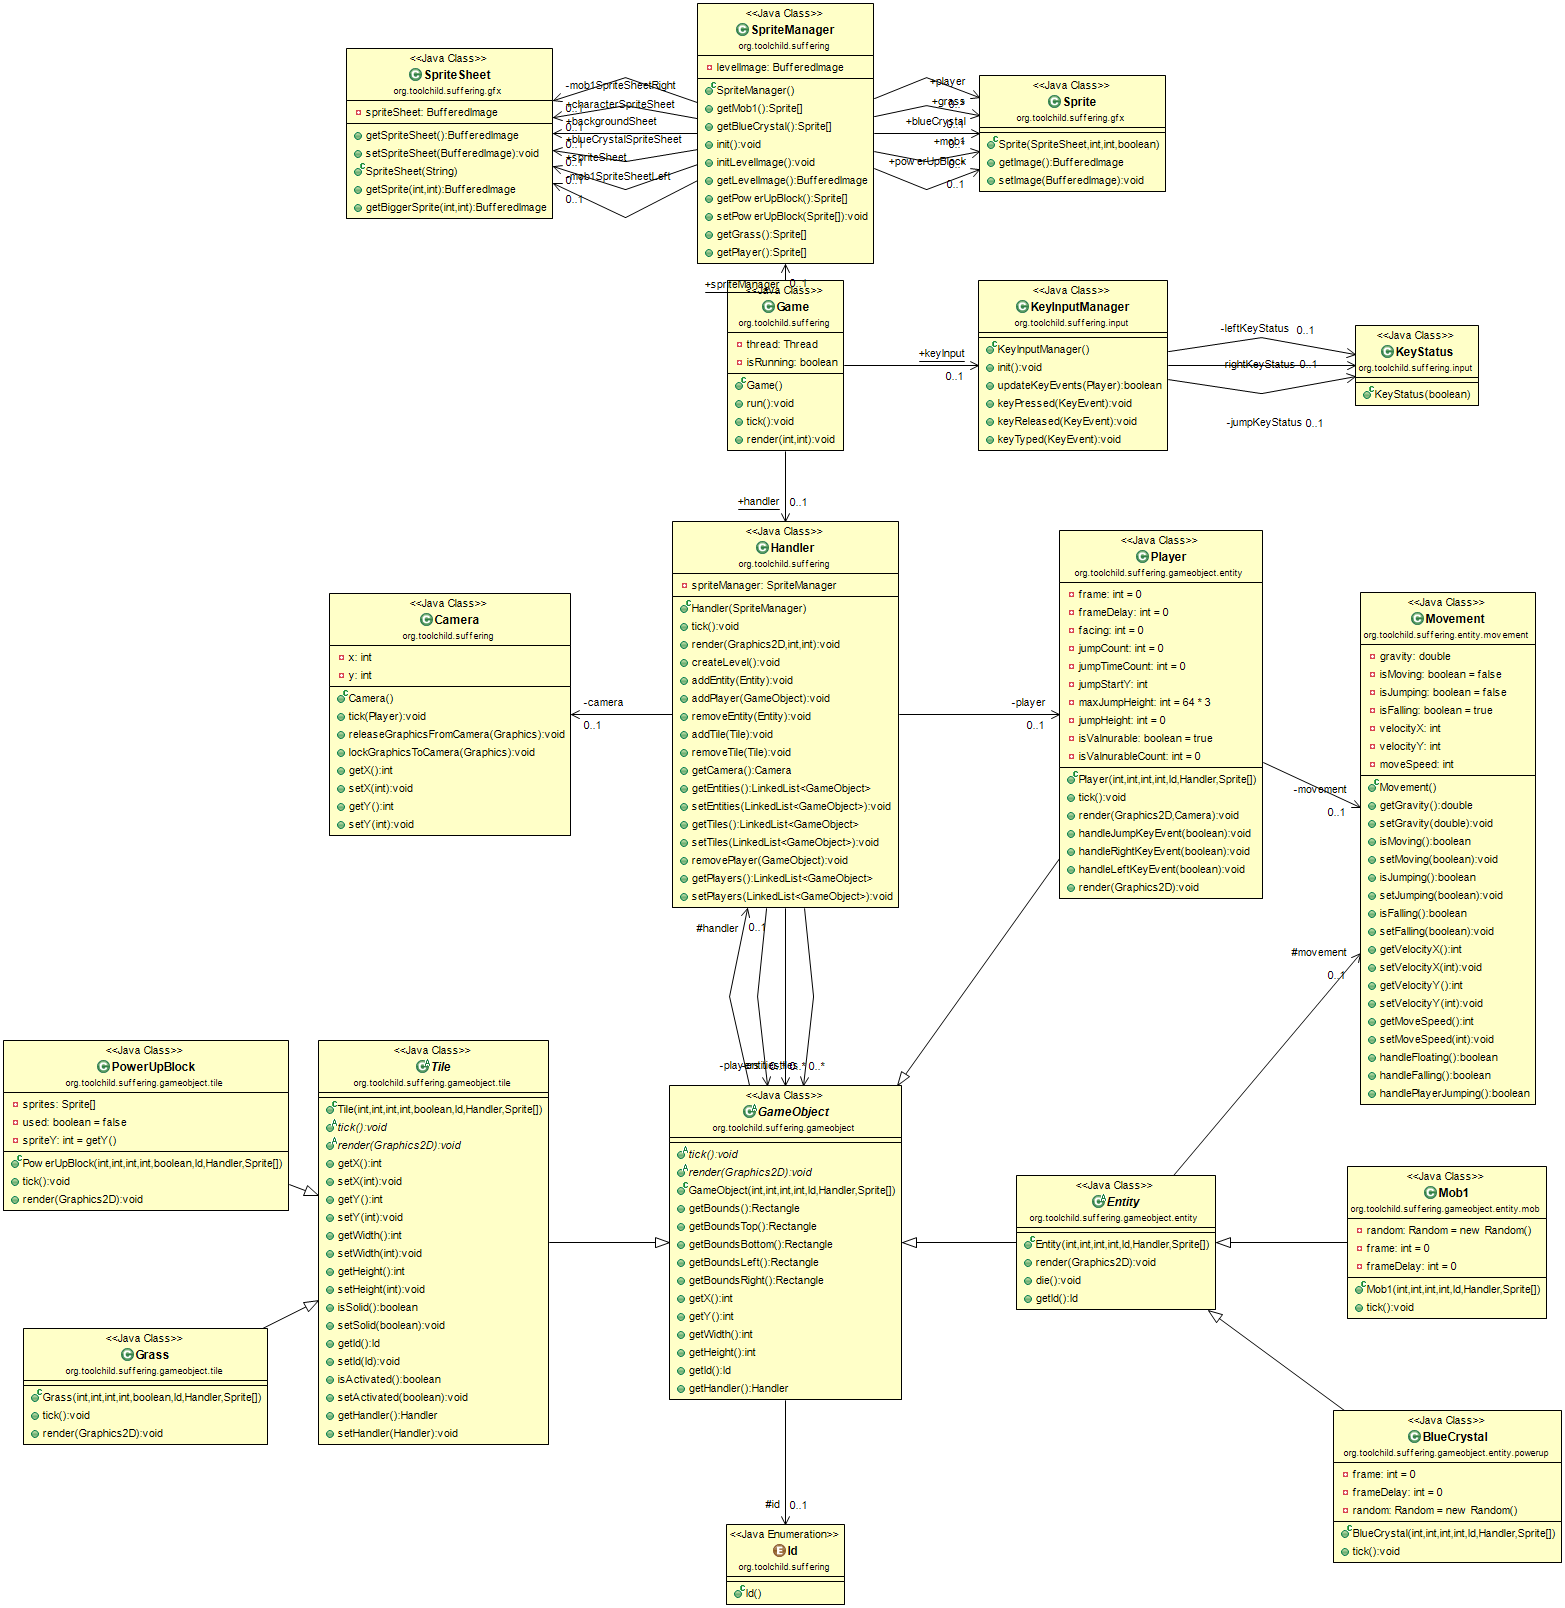 <<Java Class>>
SpriteManager
org.toolchild.suffering
levelImage: BufferedImage
SpriteManager()
getMob1():Sprite[]
getBlueCrystal():Sprite[]
init():void
initLevelImage():void
getLevelImage():BufferedImage
getPowerUpBlock():Sprite[]
setPowerUpBlock(Sprite[]):void
getGrass():Sprite[]
getPlayer():Sprite[]
<<Java Class>>
SpriteSheet
org.toolchild.suffering.gfx
spriteSheet: BufferedImage
getSpriteSheet():BufferedImage
setSpriteSheet(BufferedImage):void
SpriteSheet(String)
getSprite(int,int):BufferedImage
getBiggerSprite(int,int):BufferedImage
-mob1SpriteSheetRight
0..1
+characterSpriteSheet
0..1
+backgroundSheet
0..1
+blueCrystalSpriteSheet
0..1
+spriteSheet
0..1
-mob1SpriteSheetLeft
0..1
+player
0..*
+grass
0..1
+blueCrystal
+mob1
0..*
+powerUpBlock
0..1
<<Java Class>>
Sprite
org.toolchild.suffering.gfx
Sprite(SpriteSheet,int,int,boolean)
getImage():BufferedImage
setImage(BufferedImage):void
+spriteManager
0..1
<<Java Class>>
Game
org.toolchild.suffering
thread: Thread
isRunning: boolean
Game()
run():void
tick():void
render(int,int):void
+keyInput
0..1
<<Java Class>>
KeyInputManager
org.toolchild.suffering.input
KeyInputManager()
init():void
updateKeyEvents(Player):boolean
keyPressed(KeyEvent):void
keyReleased(KeyEvent):void
keyTyped(KeyEvent):void
-leftKeyStatus 0..1
-rightKeyStatus 0..1
-jumpKeyStatus 0..1
<<Java Class>>
KeyStatus
org.toolchild.suffering.input
KeyStatus(boolean)
+handler 0..1
<<Java Class>>
Handler
org.toolchild.suffering
spriteManager: SpriteManager
Handler(SpriteManager)
tick():void
render(Graphics2D,int,int):void
createLevel():void
addEntity(Entity):void
addPlayer(GameObject):void
removeEntity(Entity):void
addTile(Tile):void
removeTile(Tile):void
getCamera():Camera
getEntities():LinkedList<GameObject>
setEntities(LinkedList<GameObject>):void
getTiles():LinkedList<GameObject>
setTiles(LinkedList<GameObject>):void
removePlayer(GameObject):void
getPlayers():LinkedList<GameObject>
setPlayers(LinkedList<GameObject>):void
<<Java Class>>
Camera
org.toolchild.suffering
x: int
y: int
Camera()
tick(Player):void
releaseGraphicsFromCamera(Graphics):void
lockGraphicsToCamera(Graphics):void
getX():int
setX(int):void
getY():int
setY(int):void
-camera
0..1
-player
0..1
<<Java Class>>
Player
org.toolchild.suffering.gameobject.entity
frame: int = 0
frameDelay: int = 0
facing: int = 0
jumpCount: int = 0
jumpTimeCount: int = 0
jumpStartY: int
maxJumpHeight: int = 64 * 3
jumpHeight: int = 0
isValnurable: boolean = true
isValnurableCount: int = 0
Player(int,int,int,int,Id,Handler,Sprite[])
tick():void
render(Graphics2D,Camera):void
handleJumpKeyEvent(boolean):void
handleRightKeyEvent(boolean):void
handleLeftKeyEvent(boolean):void
render(Graphics2D):void
-movement
0..1
<<Java Class>>
Movement
org.toolchild.suffering.entity.movement
gravity: double
isMoving: boolean = false
isJumping: boolean = false
isFalling: boolean = true
velocityX: int
velocityY: int
moveSpeed: int
Movement()
getGravity():double
setGravity(double):void
isMoving():boolean
setMoving(boolean):void
isJumping():boolean
setJumping(boolean):void
isFalling():boolean
setFalling(boolean):void
getVelocityX():int
setVelocityX(int):void
getVelocityY():int
setVelocityY(int):void
getMoveSpeed():int
setMoveSpeed(int):void
handleFloating():boolean
handleFalling():boolean
handlePlayerJumping():boolean
#movement
0..1
#handler 0..1
-players
-entities
0..*
0..*
<<Java Class>>
PowerUpBlock
org.toolchild.suffering.gameobject.tile
sprites: Sprite[]
used: boolean = false
spriteY: int = getY()
PowerUpBlock(int,int,int,int,boolean,Id,Handler,Sprite[])
tick():void
render(Graphics2D):void
<<Java Class>>
Tile
org.toolchild.suffering.gameobject.tile
Tile(int,int,int,int,boolean,Id,Handler,Sprite[])
tick():void
render(Graphics2D):void
getX():int
setX(int):void
getY():int
setY(int):void
getWidth():int
setWidth(int):void
getHeight():int
setHeight(int):void
isSolid():boolean
setSolid(boolean):void
getId():Id
setId(Id):void
isActivated():boolean
setActivated(boolean):void
getHandler():Handler
setHandler(Handler):void
<<Java Class>>
Grass
org.toolchild.suffering.gameobject.tile
Grass(int,int,int,int,boolean,Id,Handler,Sprite[])
tick():void
render(Graphics2D):void
<<Java Class>>
GameObject
org.toolchild.suffering.gameobject
tick():void
render(Graphics2D):void
GameObject(int,int,int,int,Id,Handler,Sprite[])
getBounds():Rectangle
getBoundsTop():Rectangle
getBoundsBottom():Rectangle
getBoundsLeft():Rectangle
getBoundsRight():Rectangle
getX():int
getY():int
getWidth():int
getHeight():int
getId():Id
getHandler():Handler
<<Java Class>>
Entity
org.toolchild.suffering.gameobject.entity
Entity(int,int,int,int,Id,Handler,Sprite[])
render(Graphics2D):void
die():void
getId():Id
<<Java Class>>
Mob1
org.toolchild.suffering.gameobject.entity.mob
random: Random = new Random()
frame: int = 0
frameDelay: int = 0
Mob1(int,int,int,int,Id,Handler,Sprite[])
tick():void
<<Java Class>>
BlueCrystal
org.toolchild.suffering.gameobject.entity.powerup
frame: int = 0
frameDelay: int = 0
random: Random = new Random()
BlueCrystal(int,int,int,int,Id,Handler,Sprite[])
tick():void
#id 0..1
<<Java Enumeration>>
Id
org.toolchild.suffering
Id()